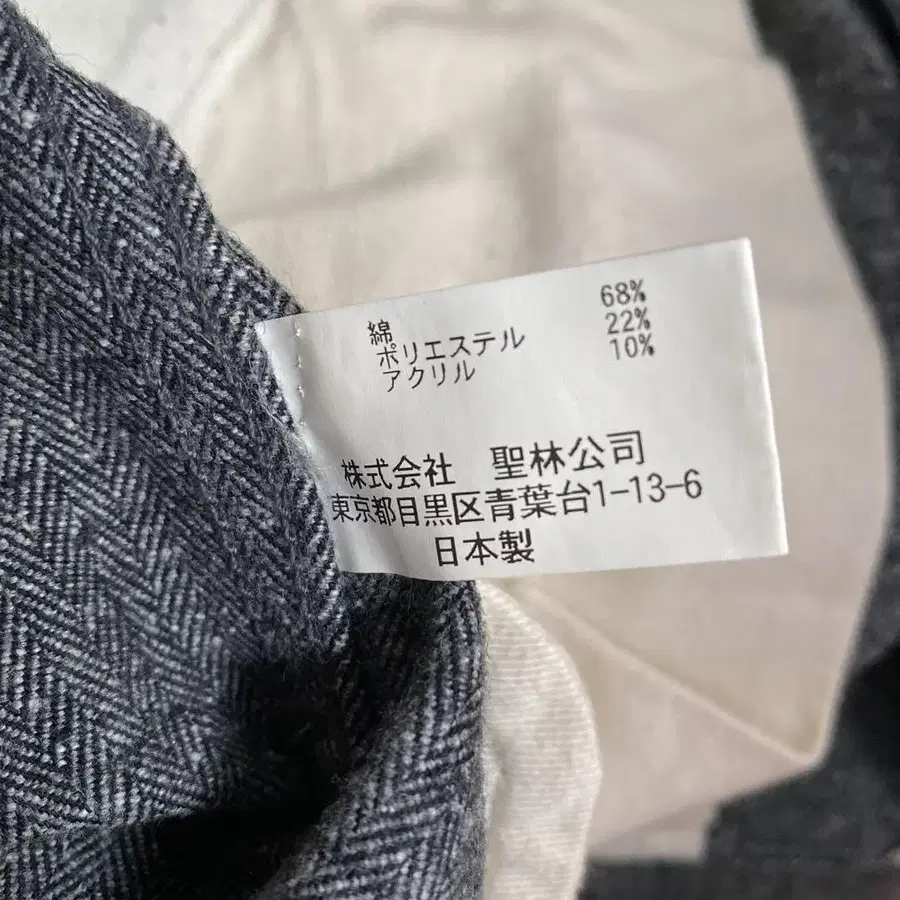 綿 68%
ポリエステル 22%
アクリル 10%
株式会社 聖林公司
東京都目黒区青葉台1-13-6
日本製